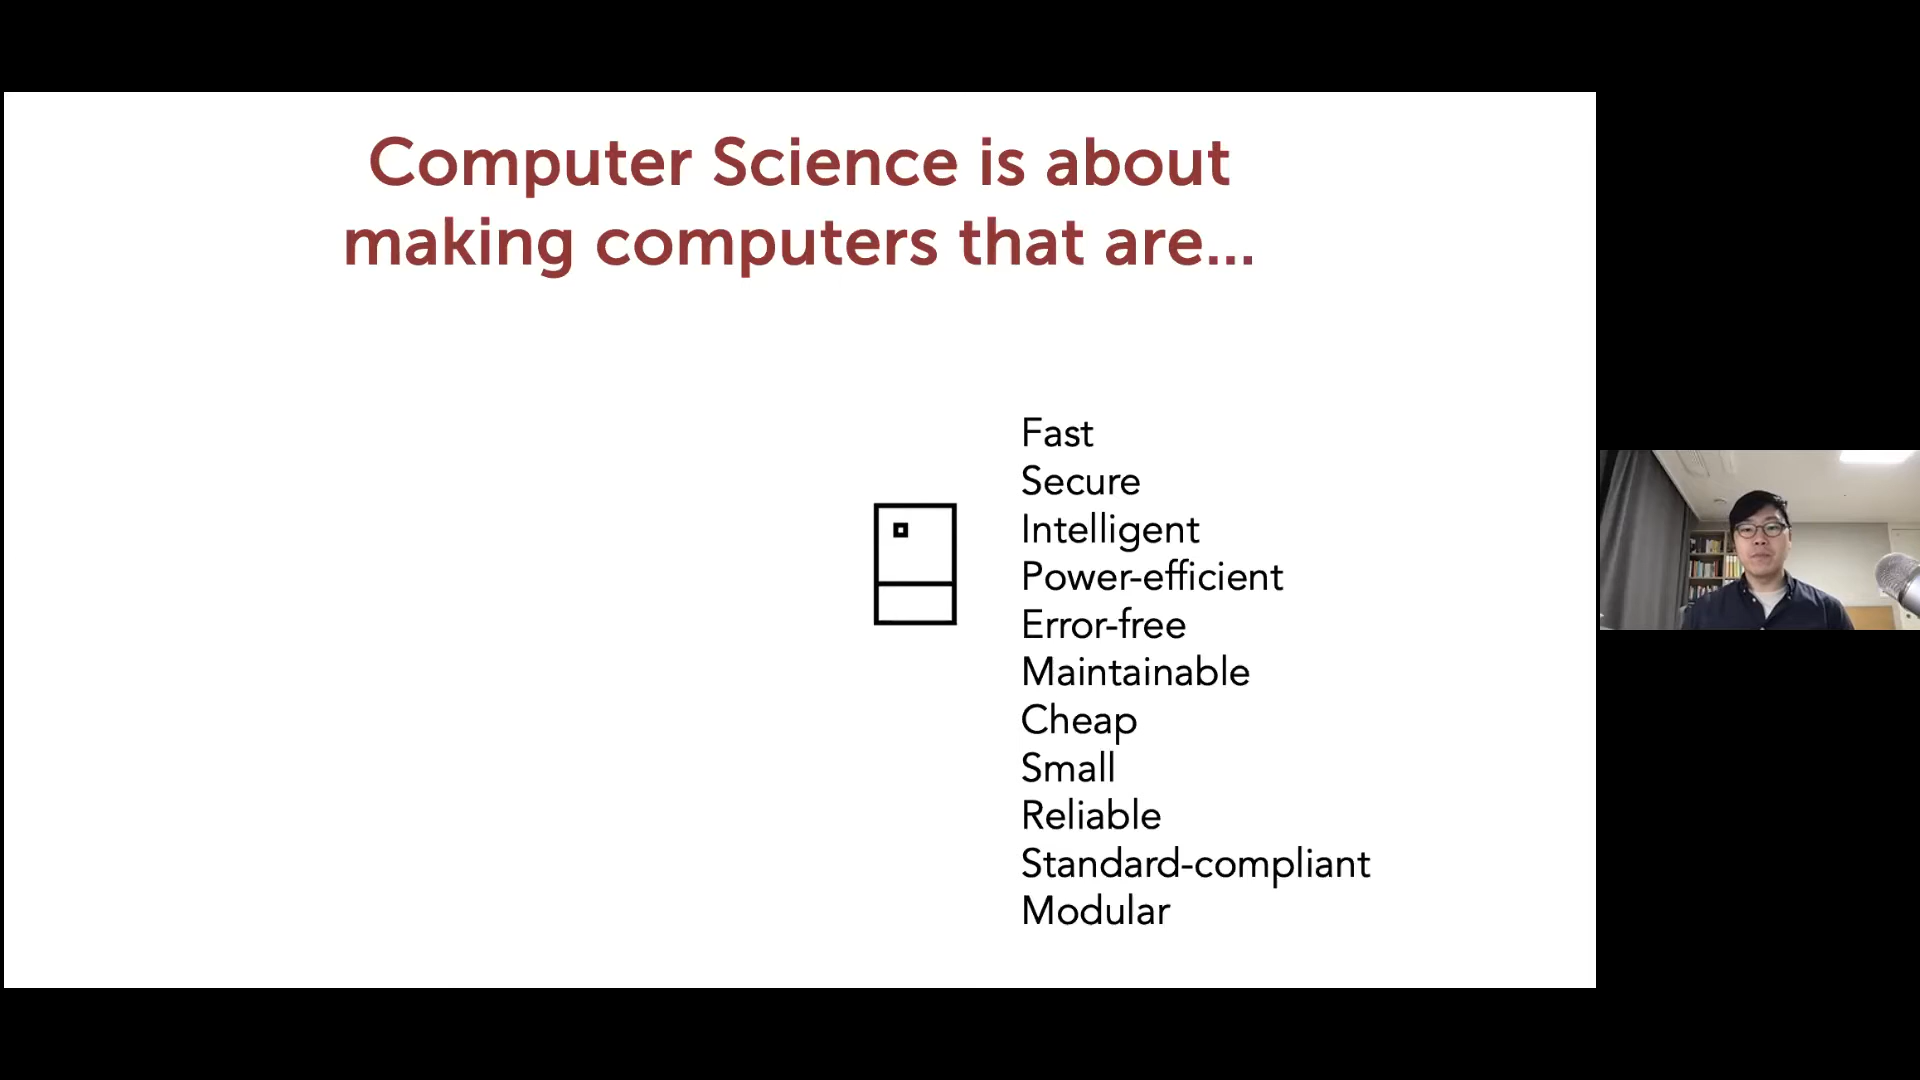 Computer Science is about
making computers that are...
Fast
Secure
Intelligent
Power-efficient
Error-free
Maintainable
Cheap
Small
Reliable
Standard-compliant
Modular